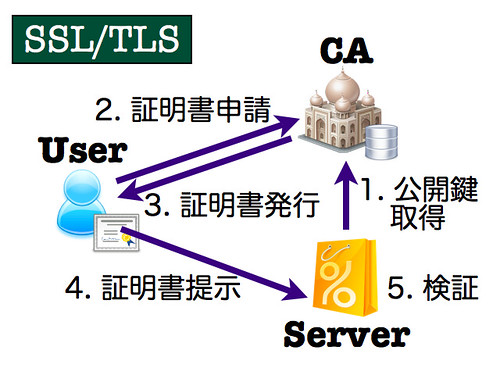 SSL/TLS
CA
2. 証明書申請
User
3. 証明書発行
1. 公開鍵
取得
4. 証明書提示
5. 検証
Server